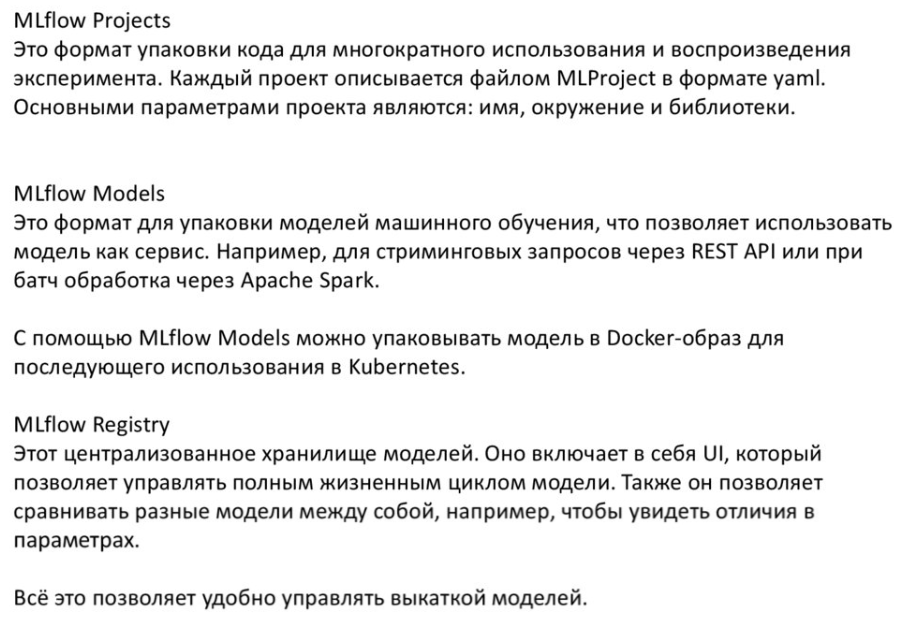 MLflow Projects
Это формат упаковки кода для многократного использования и воспроизведения
эксперимента. Каждый проект описывается файлом MLProject в формате yaml.
Основными параметрами проекта являются: имя, окружение и библиотеки.
MLflow Models
Это формат для упаковки моделей машинного обучения, что позволяет использовать
модель как сервис. Например, для стриминговых запросов через REST API или при
батч обработка через Apache Spark.
С помощью MLflow Models можно упаковывать модель в Docker-образ для
последующего использования в Kubernetes.
MLflow Registry
Этот централизованное хранилище моделей. Оно включает в себя UI, который
позволяет управлять полным жизненным циклом модели. Также он позволяет
сравнивать разные модели между собой, например, чтобы увидеть отличия в
параметрах.
Всё это позволяет удобно управлять выкаткой моделей.